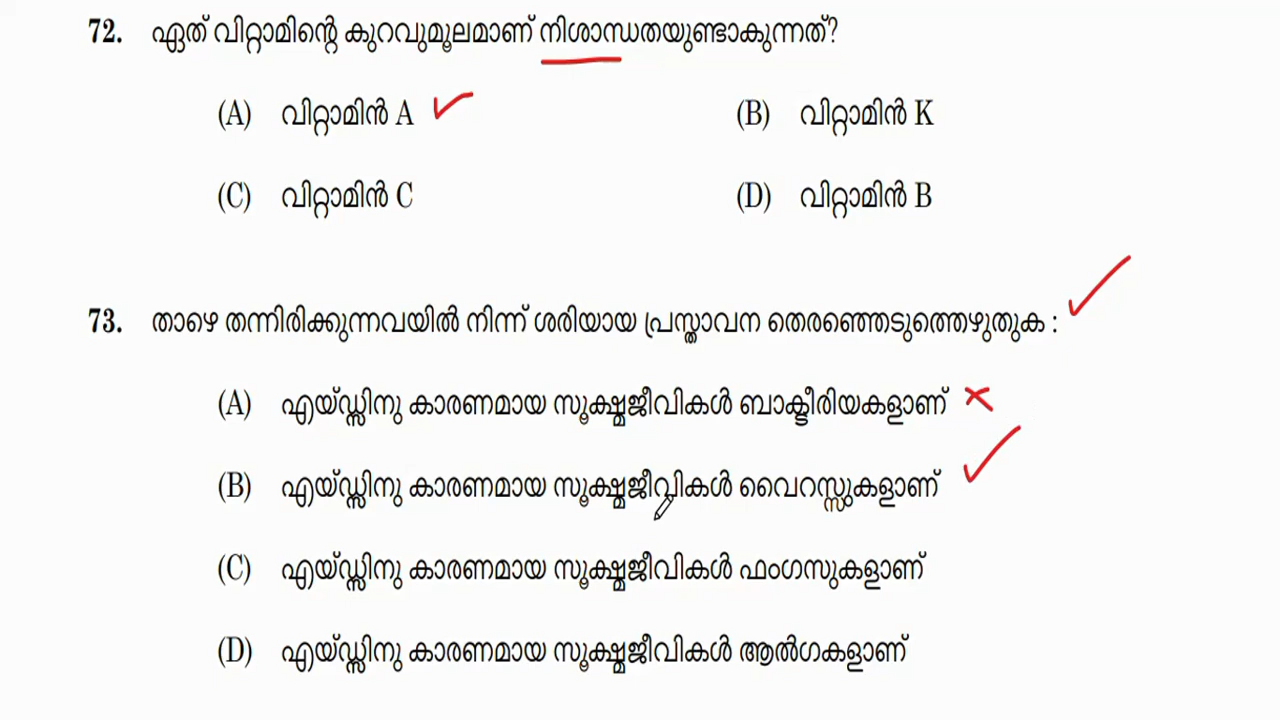 72. ഏത് വിറ്റാമിന്റെ കുറവുമൂലമാണ് നിശാന്ധതയുണ്ടാകുന്നത്?
(A) വിറ്റാമിൻ A (B) വിറ്റാമിൻ K
(C) വിറ്റാമിൻ C (D) വിറ്റാമിൻ B
73. താഴെ തന്നിരിക്കുന്നവയിൽ നിന്ന് ശരിയായ പ്രസ്താവന തെരഞ്ഞെടുത്തെഴുതുക :
(A) എയ്ഡ്സിനു കാരണമായ സൂക്ഷ്മജീവികൾ ബാക്ടീരിയകളാണ്
(B) എയ്ഡ്സിനു കാരണമായ സൂക്ഷ്മജീവികൾ വൈറസ്സുകളാണ്
(C) എയ്ഡ്സിനു കാരണമായ സൂക്ഷ്മജീവികൾ ഫംഗസുകളാണ്
(D) എയ്ഡ്സിനു കാരണമായ സൂക്ഷ്മജീവികൾ ആൽഗകളാണ്